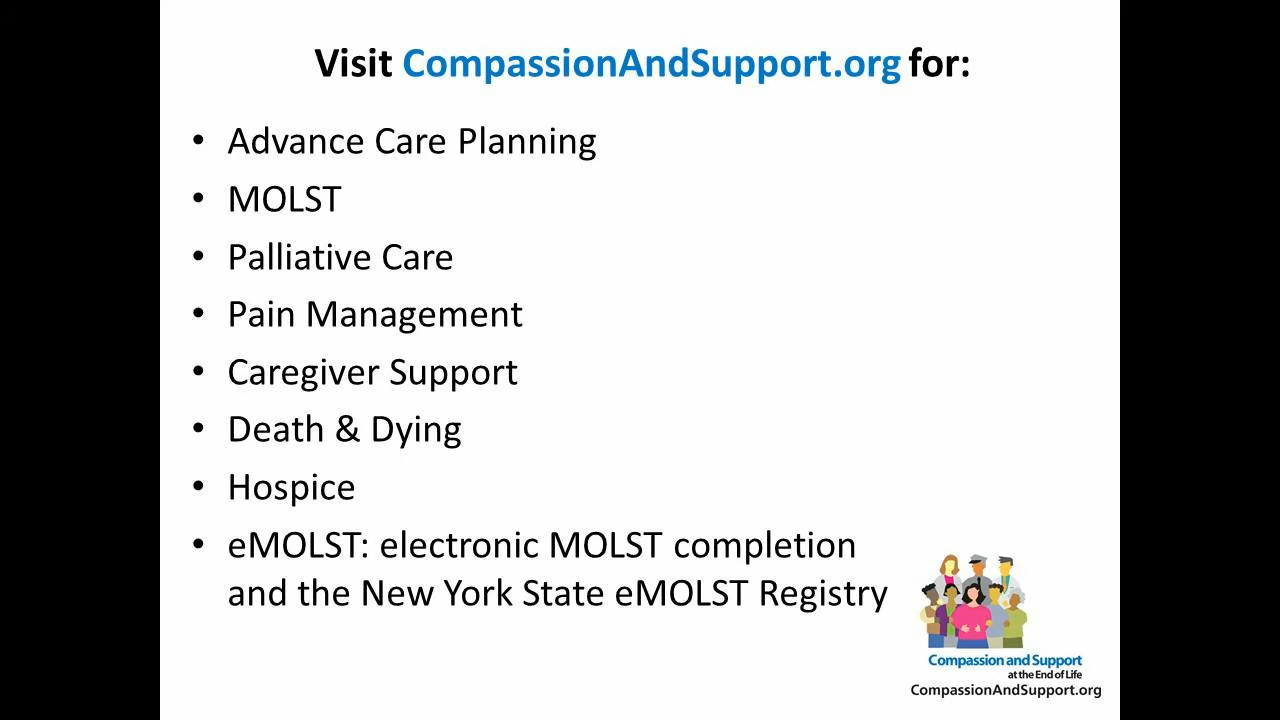 Visit CompassionAndSupport.org for:
• Advance Care Planning
• MOLST
• Palliative Care
• Pain Management
• Caregiver Support
• Death & Dying
• Hospice
• eMOLST: electronic MOLST completion
and the New York State eMOLST Registry
Compassion and Support
at the End of Life
CompassionAndSupport.org